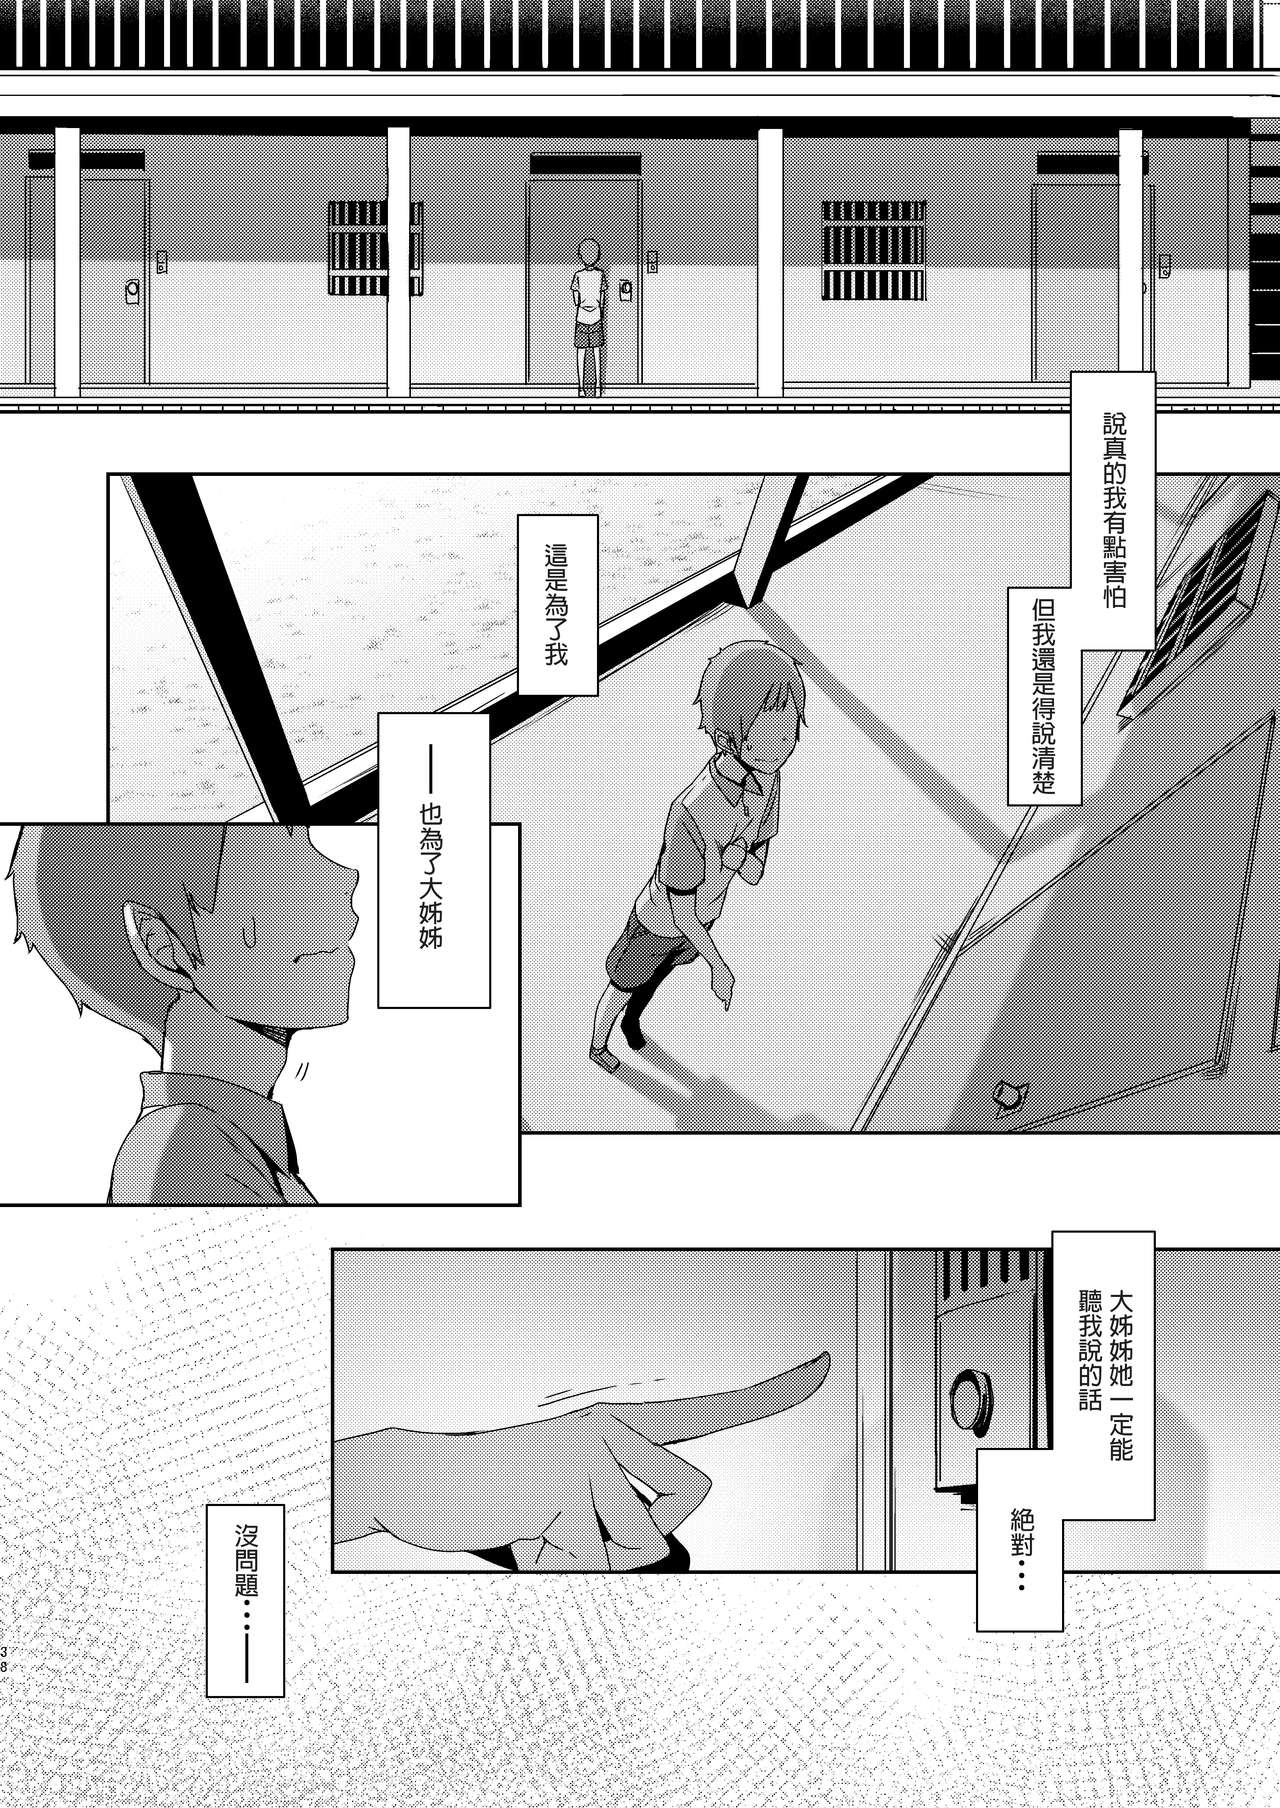 說真的我有點害怕
但我還是得說清楚
這是為了我
——也為了大姊姊
大姊姊她一定能
聽我說的話
絕對⋯
沒問題⋯——
38